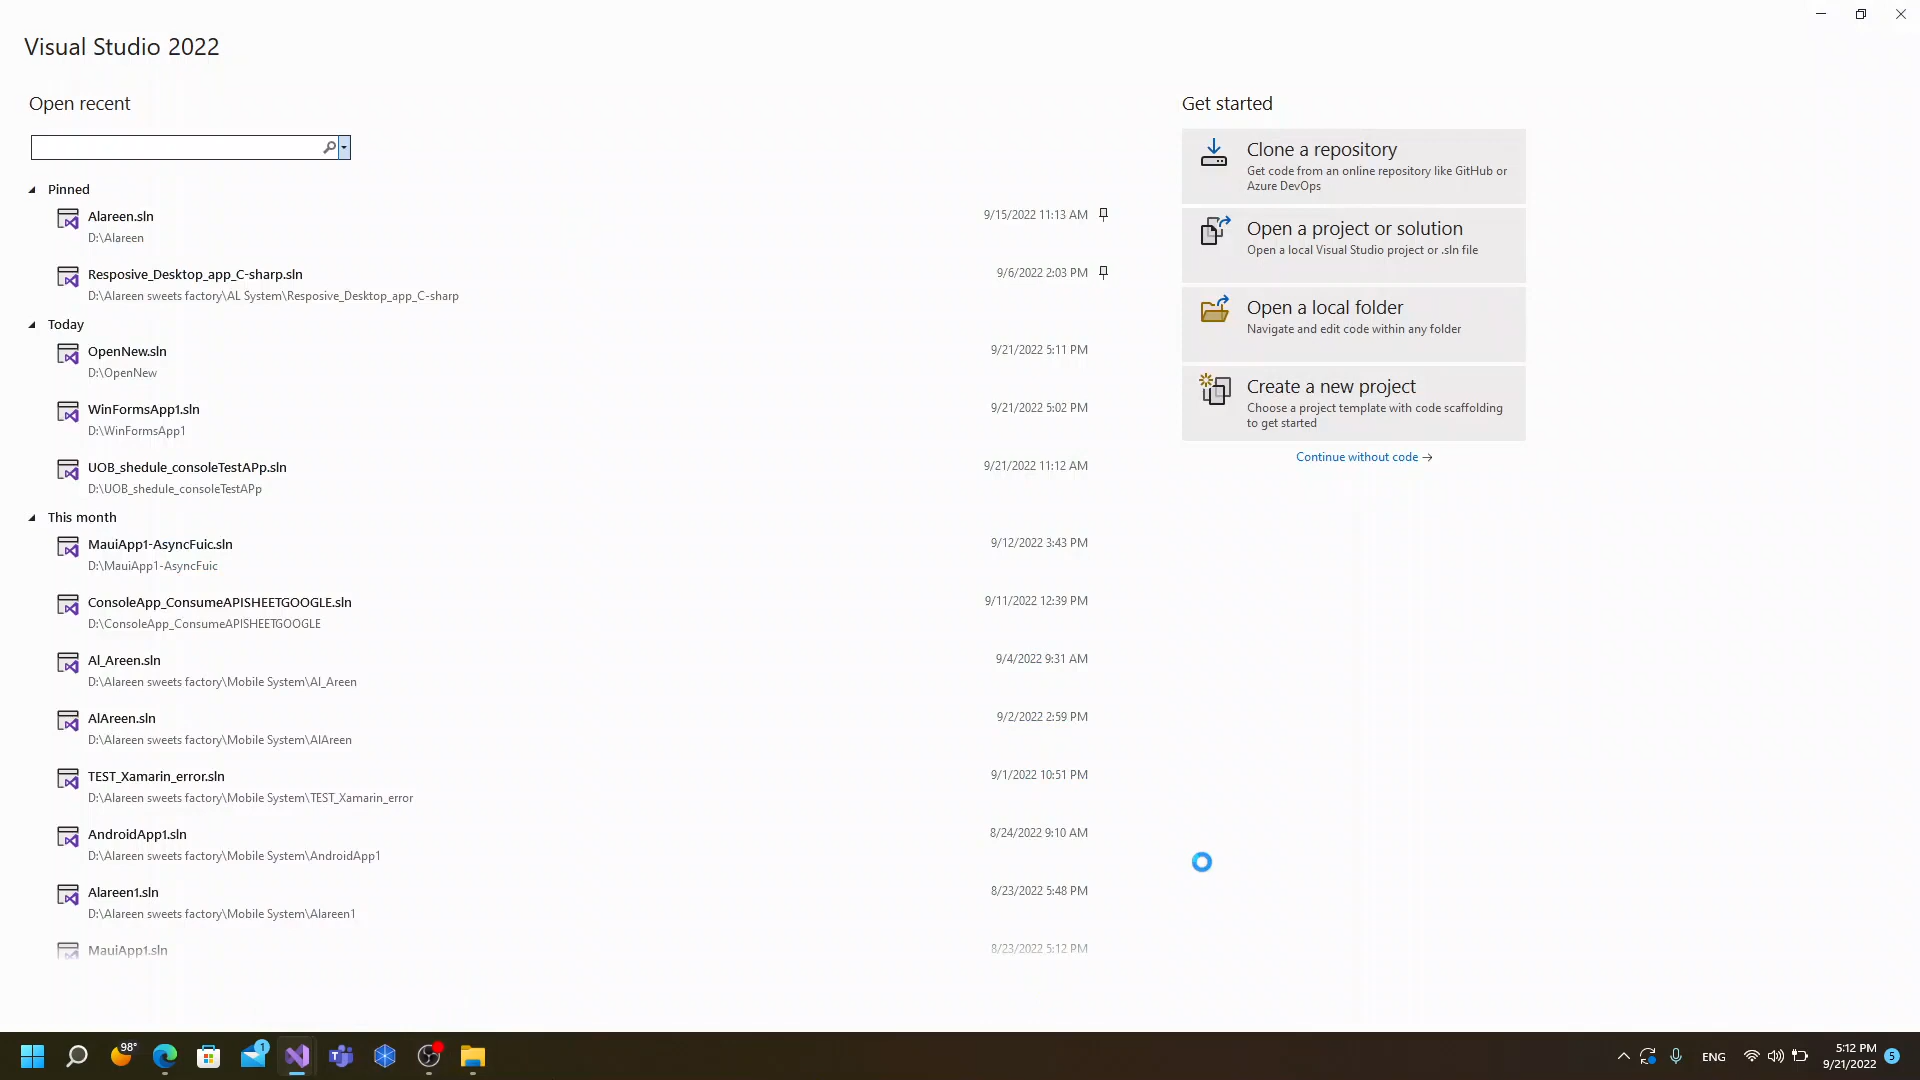 Visual Studio 2022
Open recent
Pinned
Alareen.sln
9/15/2022 11:13 AM
D:\Alareen
Resposive_Desktop_app_C-sharp.sln
9/6/2022 2:03 PM
D:\Alareen sweets factory\AL System\Resposive_Desktop_app_C-sharp
Today
OpenNew.sln
9/21/2022 5:11 PM
D:\OpenNew
WinFormsApp1.sln
9/21/2022 5:02 PM
D:\WinFormsApp1
UOB_shedule_consoleTestAPp.sln
9/21/2022 11:12 AM
D:\UOB_shedule_consoleTestAPp
This month
MauiApp1-AsyncFuic.sln
9/12/2022 3:43 PM
D:\MauiApp1-AsyncFuic
ConsoleApp_ConsumeAPISHEETGOOGLE.sln
9/11/2022 12:39 PM
D:\ConsoleApp_ConsumeAPISHEETGOOGLE
Al_Areen.sln
9/4/2022 9:31 AM
D:\Alareen sweets factory\Mobile System\Al_Areen
AlAreen.sln
9/2/2022 2:59 PM
D:\Alareen sweets factory\Mobile System\AlAreen
TEST_Xamarin_error.sln
9/1/2022 10:51 PM
D:\Alareen sweets factory\Mobile System\TEST_Xamarin_error
AndroidApp1.sln
8/24/2022 9:10 AM
D:\Alareen sweets factory\Mobile System\AndroidApp1
Alareen1.sln
8/23/2022 5:48 PM
D:\Alareen sweets factory\Mobile System\Alareen1
MauiApp1.sln
8/23/2022 5:12 PM
Get started
Clone a repository
Get code from an online repository like GitHub or
Azure DevOps
Open a project or solution
Open a local Visual Studio project or .sln file
Open a local folder
Navigate and edit code within any folder
Create a new project
Choose a project template with code scaffolding
to get started
Continue without code →
98°
1
ENG
5:12 PM
9/21/2022
5